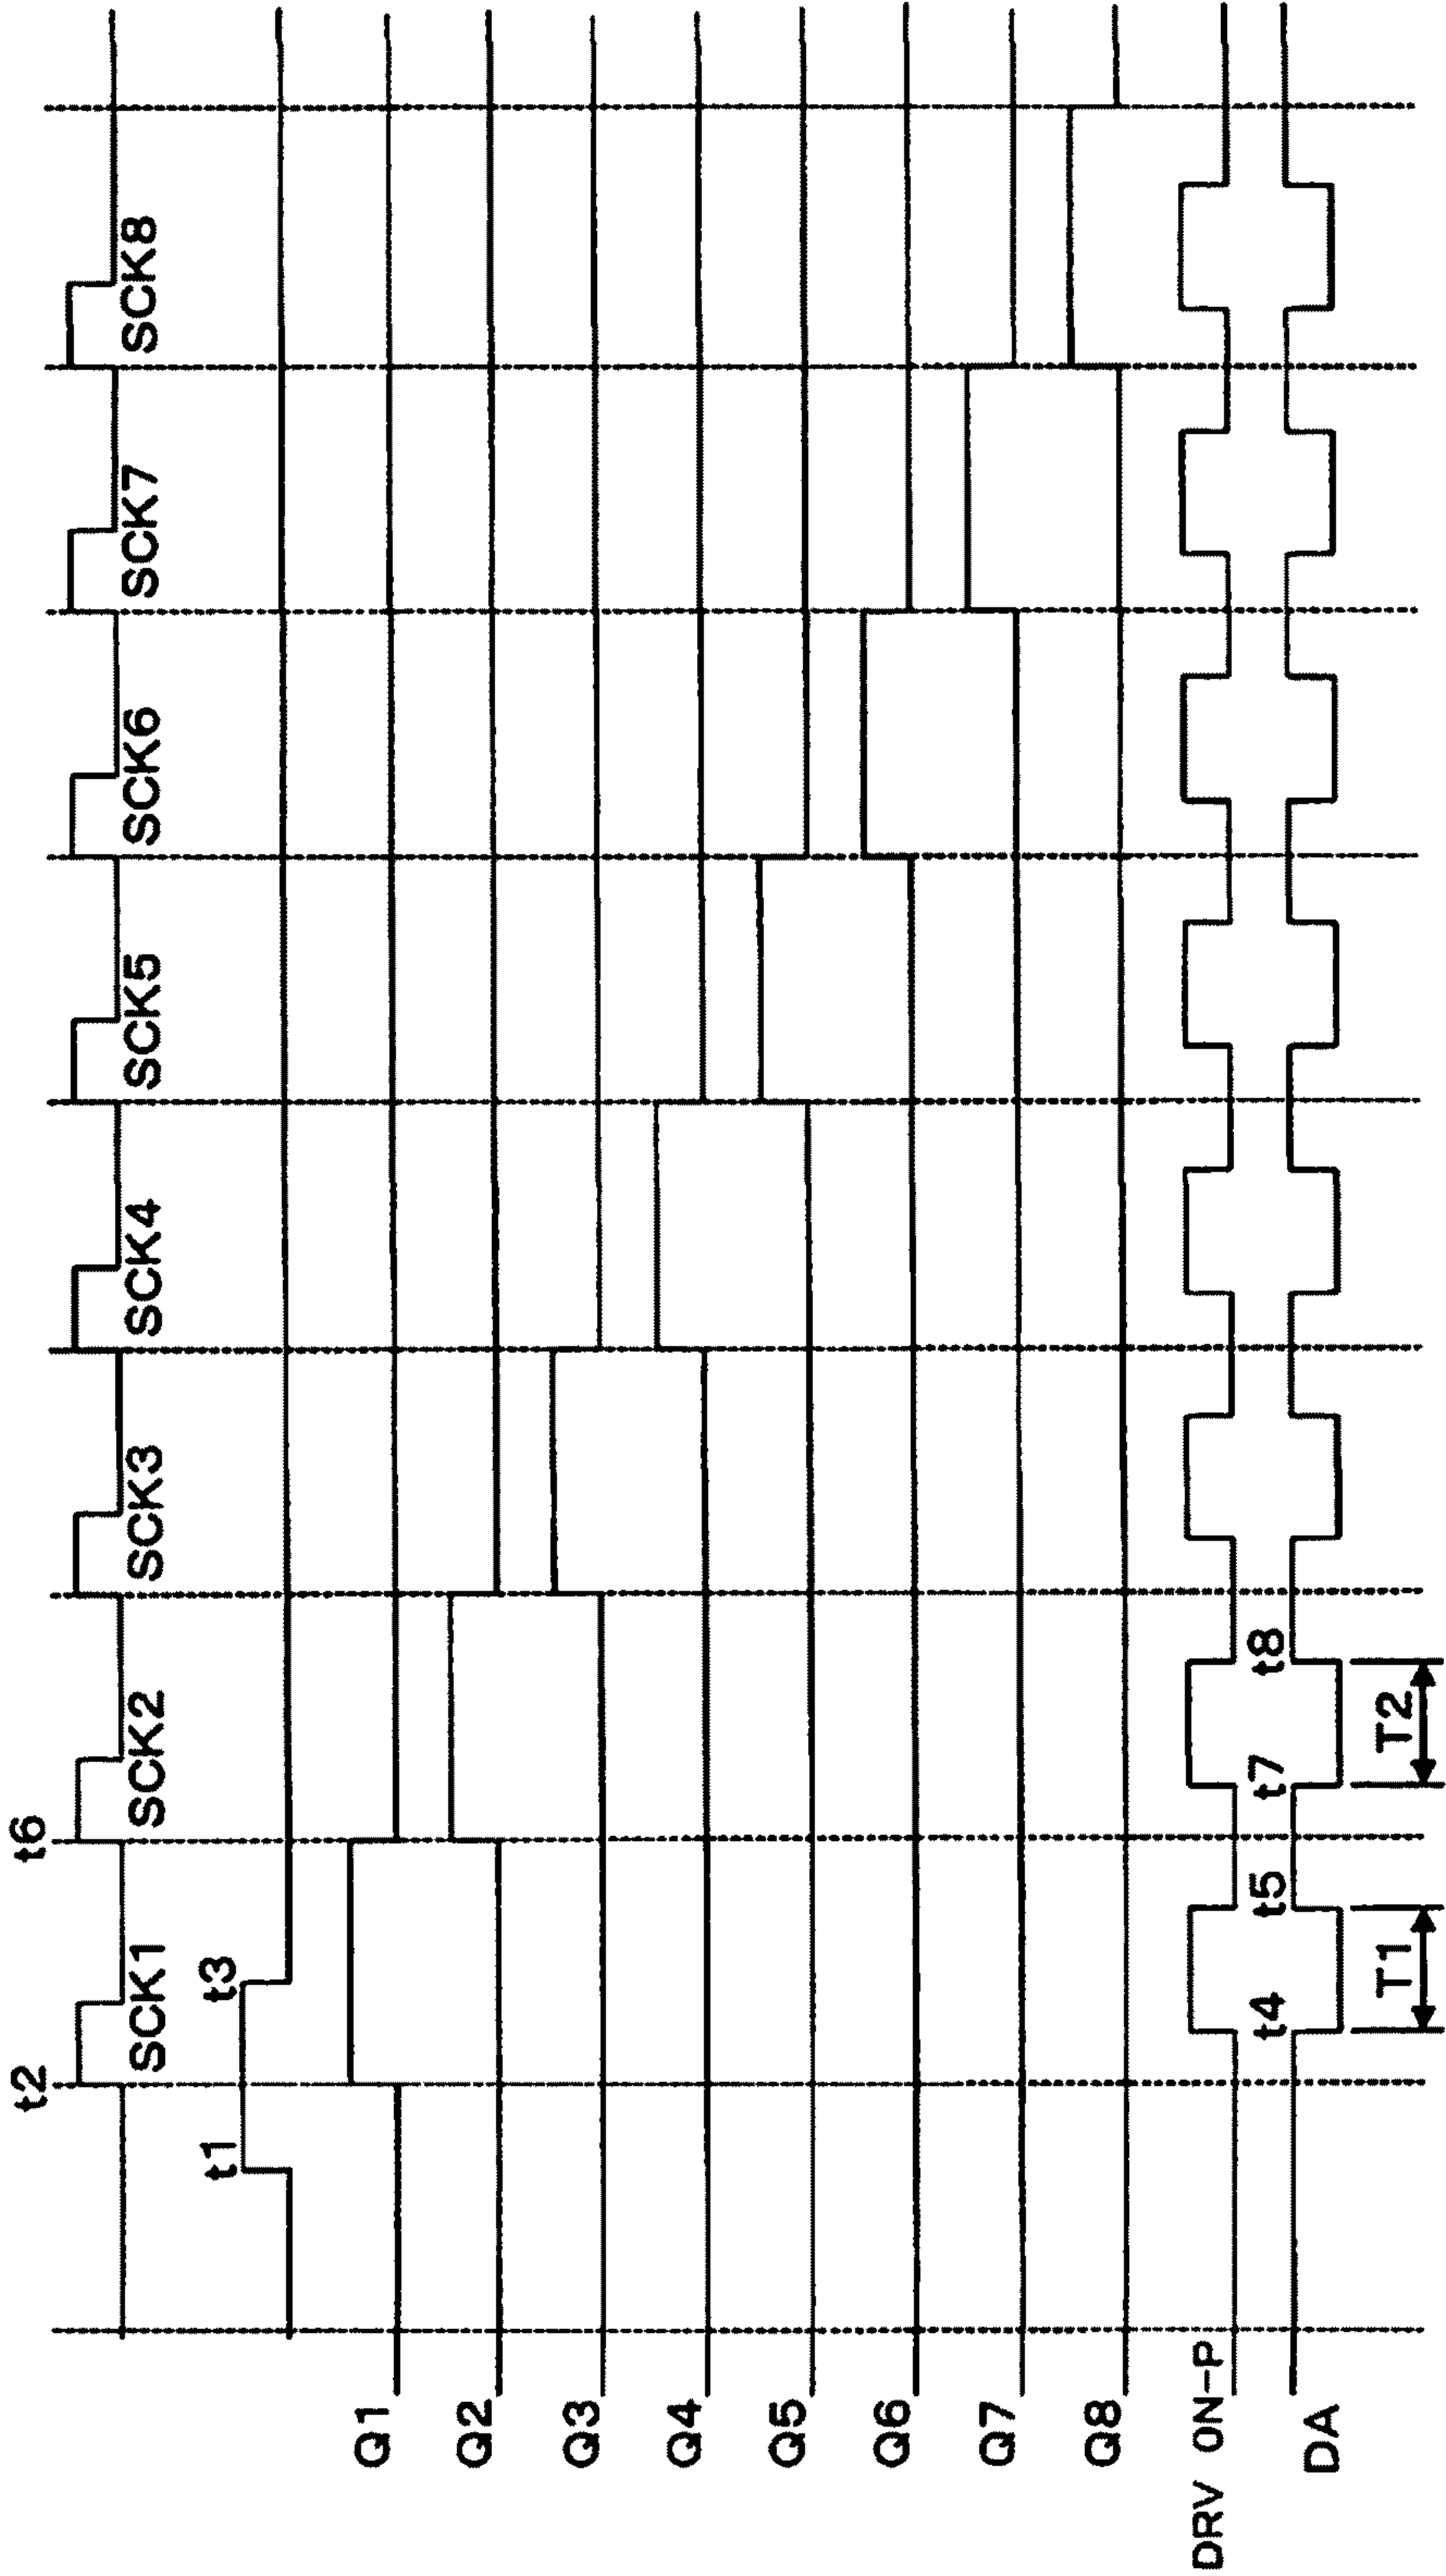 t2
t6
SCK1
SCK2
SCK3
SCK4
SCK5
SCK6
SCK7
SCK8
t1
t3
Q1
Q2
Q3
Q4
Q5
Q6
Q7
Q8
DRV ON-P
t4
t5
t7
t8
DA
T1
T2